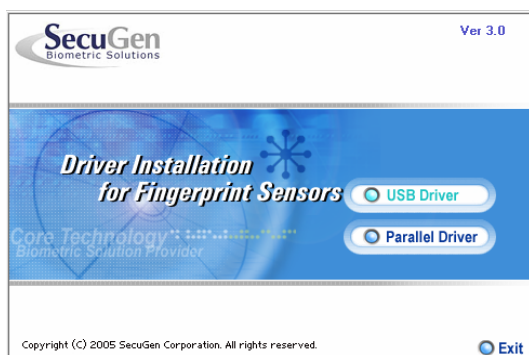 SecuGen
Biometric Solutions
Ver 3.0
Driver Installation
for Fingerprint Sensors
USB Driver
Parallel Driver
Core Technology
Biometric Solution Provider
Copyright (C) 2005 SecuGen Corporation. All rights reserved.
Exit